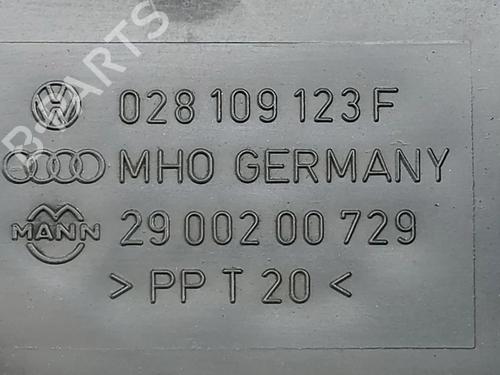 B-PARTS
028 109 123 F
MHO GERMANY
MANN 29 002 00 729
> PP T 20 <